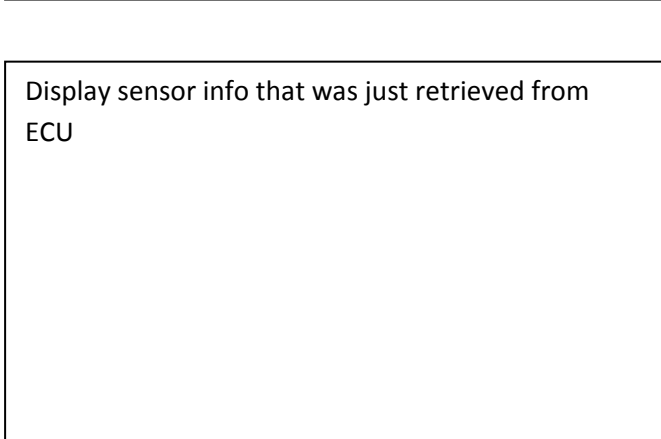 Display sensor info that was just retrieved from
ECU